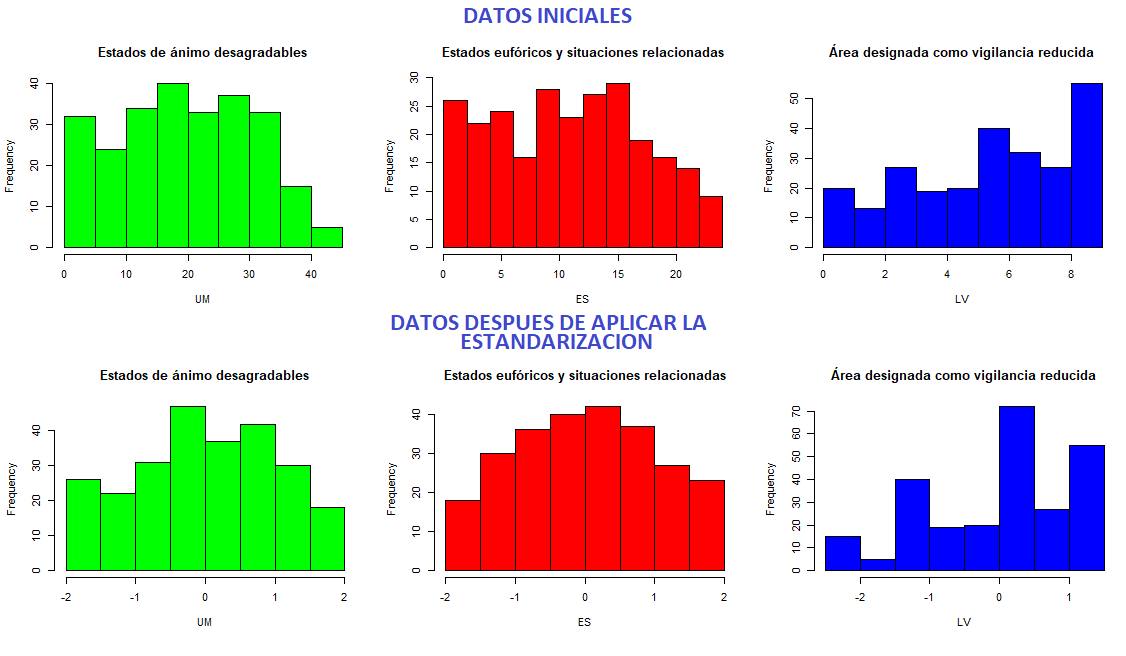 DATOS INICIALES
Estados de ánimo desagradables
Frequency
0 10 20 30 40
0 10 20 30 40
UM
Estados eufóricos y situaciones relacionadas
Frequency
0 5 10 15 20 25 30
0 5 10 15 20
ES
Área designada como vigilancia reducida
Frequency
0 10 20 30 40 50
0 2 4 6 8
LV
DATOS DESPUES DE APLICAR LA
ESTANDARIZACION
Estados de ánimo desagradables
Frequency
0 10 20 30 40
-2 -1 0 1 2
UM
Estados eufóricos y situaciones relacionadas
Frequency
0 10 20 30 40
-2 -1 0 1 2
ES
Área designada como vigilancia reducida
Frequency
0 10 20 30 40 50 60 70
-2 -1 0 1
LV